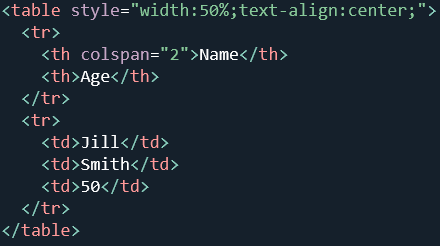 <table style="width:50%;text-align:center;">
  <tr>
    <th colspan="2">Name</th>
    <th>Age</th>
  </tr>
  <tr>
    <td>Jill</td>
    <td>Smith</td>
    <td>50</td>
  </tr>
</table>